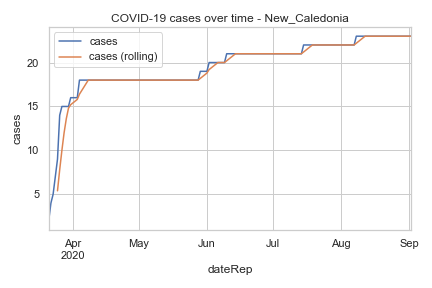 COVID-19 cases over time - New_Caledonia
cases
cases (rolling)
20
15
10
5
cases
Apr May Jun Jul Aug Sep
2020
dateRep